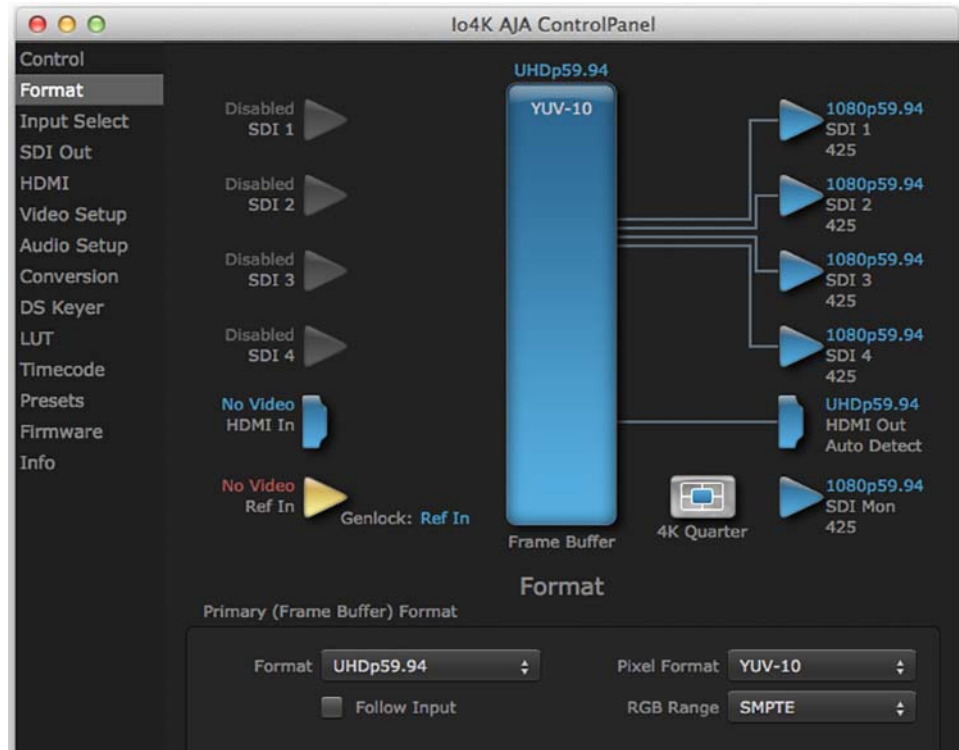 Io4K AJA ControlPanel
Control
Format
Input Select
SDI Out
HDMI
Video Setup
Audio Setup
Conversion
DS Keyer
LUT
Timecode
Presets
Firmware
Info
Disabled
SDI 1
Disabled
SDI 2
Disabled
SDI 3
Disabled
SDI 4
No Video
HDMI In
No Video
Ref In
Genlock: Ref In
UHDp59.94
YUV-10
Frame Buffer
4K Quarter
1080p59.94
SDI 1
425
1080p59.94
SDI 2
425
1080p59.94
SDI 3
425
1080p59.94
SDI 4
425
UHDp59.94
HDMI Out
Auto Detect
1080p59.94
SDI Mon
425
Format
Primary (Frame Buffer) Format
Format UHDp59.94
Follow Input
Pixel Format YUV-10
RGB Range SMPTE